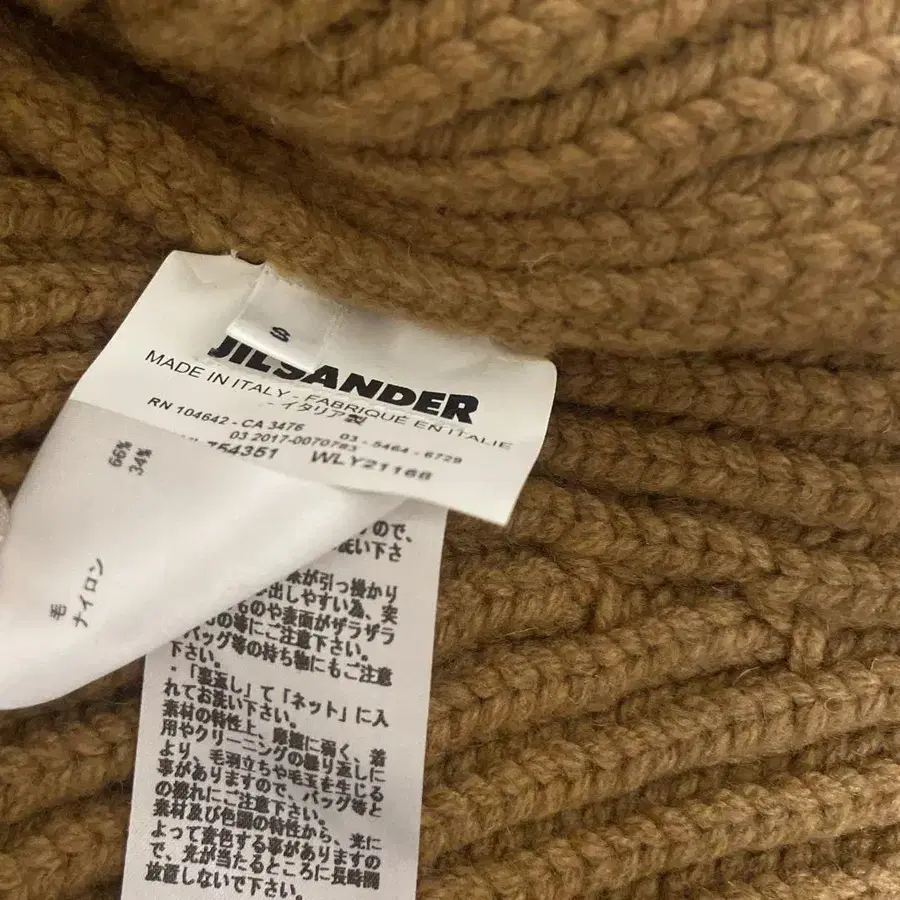 S
JILSANDER
MADE IN ITALY - FABRIQUÉ EN ITALIE
- イタリア製
RN 104642 - CA 3476 03 - 5464 - 6729
03 2017-0070783
754351 WLY21168
毛 66%
ナイロン 34%
ので、
洗い下さ
糸が引っ掛かり
出しやすい為、突
ものや表面がザラザラ
もの等にご注意下さい。
バッグ等の持ち物にもご注意
下さい。
・「裏返し」て「ネット」に入
れてお洗い下さい。
素材の特性上、摩擦に弱く、着
用やクリーニングの繰り返しに
より、毛羽立ちや毛玉を生じる
事がありますので、バッグ等と
の擦れにご注意下さい。
素材及び色調の特性から、光に
よって変色する事がありますの
で、光が当たるところに長時間
放置しないで下さい。